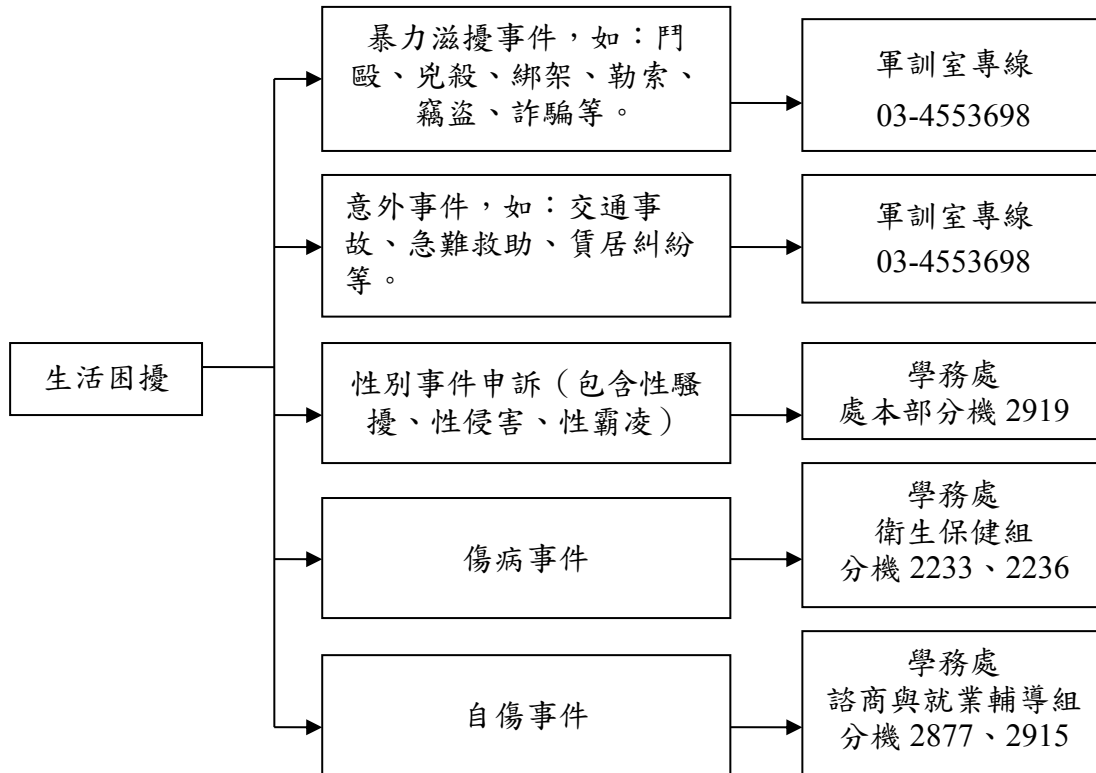 暴力滋擾事件，如：鬥
毆、兇殺、綁架、勒索、
竊盜、詐騙等。
軍訓室專線
03-4553698
意外事件，如：交通事
故、急難救助、賃居糾紛
等。
軍訓室專線
03-4553698
生活困擾
性別事件申訴（包含性騷
擾、性侵害、性霸凌）
學務處
處本部分機 2919
傷病事件
學務處
衛生保健組
分機 2233、2236
自傷事件
學務處
諮商與就業輔導組
分機 2877、2915